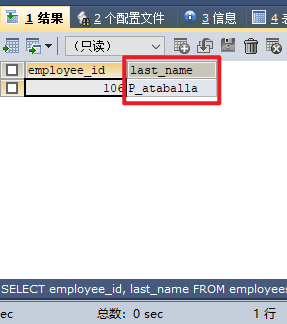 1 结果 2 个配置文件 3 信息 4
（只读）
employee_id last_name
106 P_ataballa
SELECT employee_id, last_name FROM employees
sec 总数: 0 sec 1 行